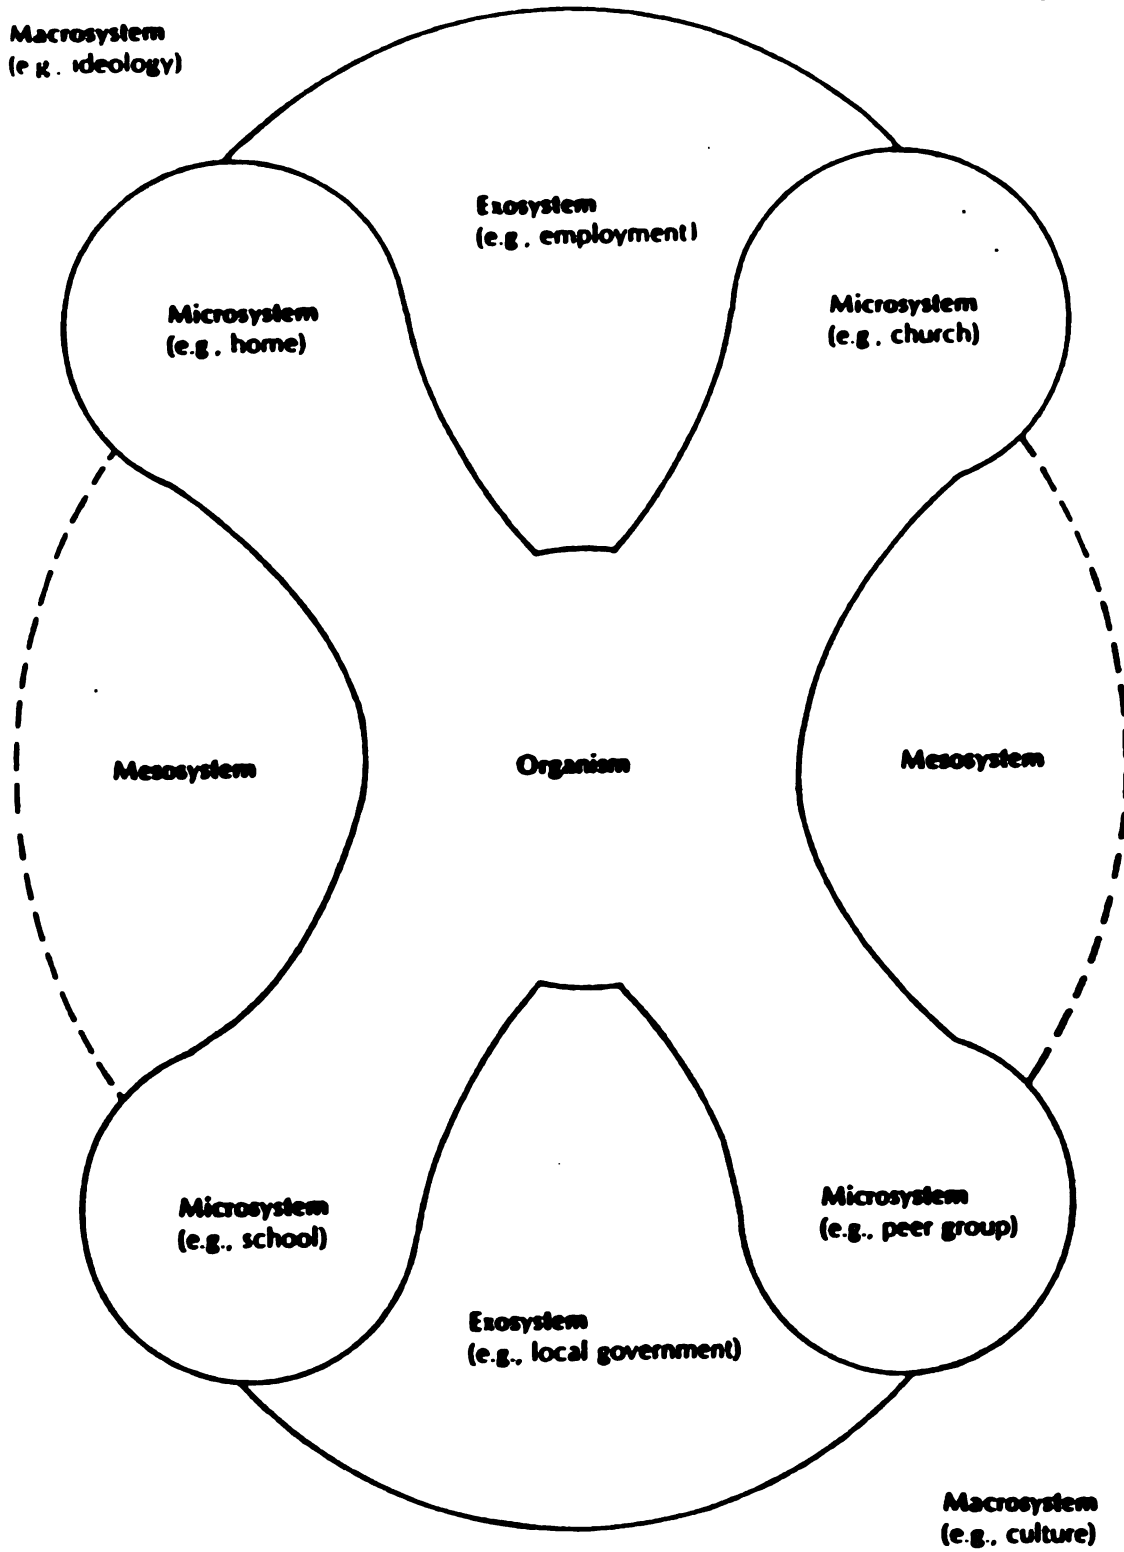 Macrosystem
(e.g., ideology)
Exosystem
(e.g., employment)
Microsystem
(e.g., home)
Microsystem
(e.g., church)
Mesosystem
Organism
Mesosystem
Microsystem
(e.g., school)
Microsystem
(e.g., peer group)
Exosystem
(e.g., local government)
Macrosystem
(e.g., culture)